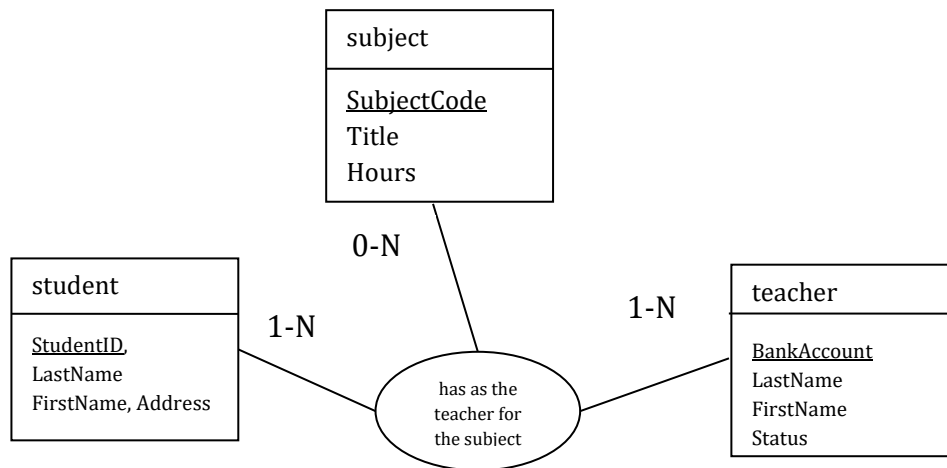 subject
SubjectCode
Title
Hours
0-N
student
StudentID,
LastName
FirstName, Address
1-N
has as the
teacher for
the subject
1-N
teacher
BankAccount
LastName
FirstName
Status